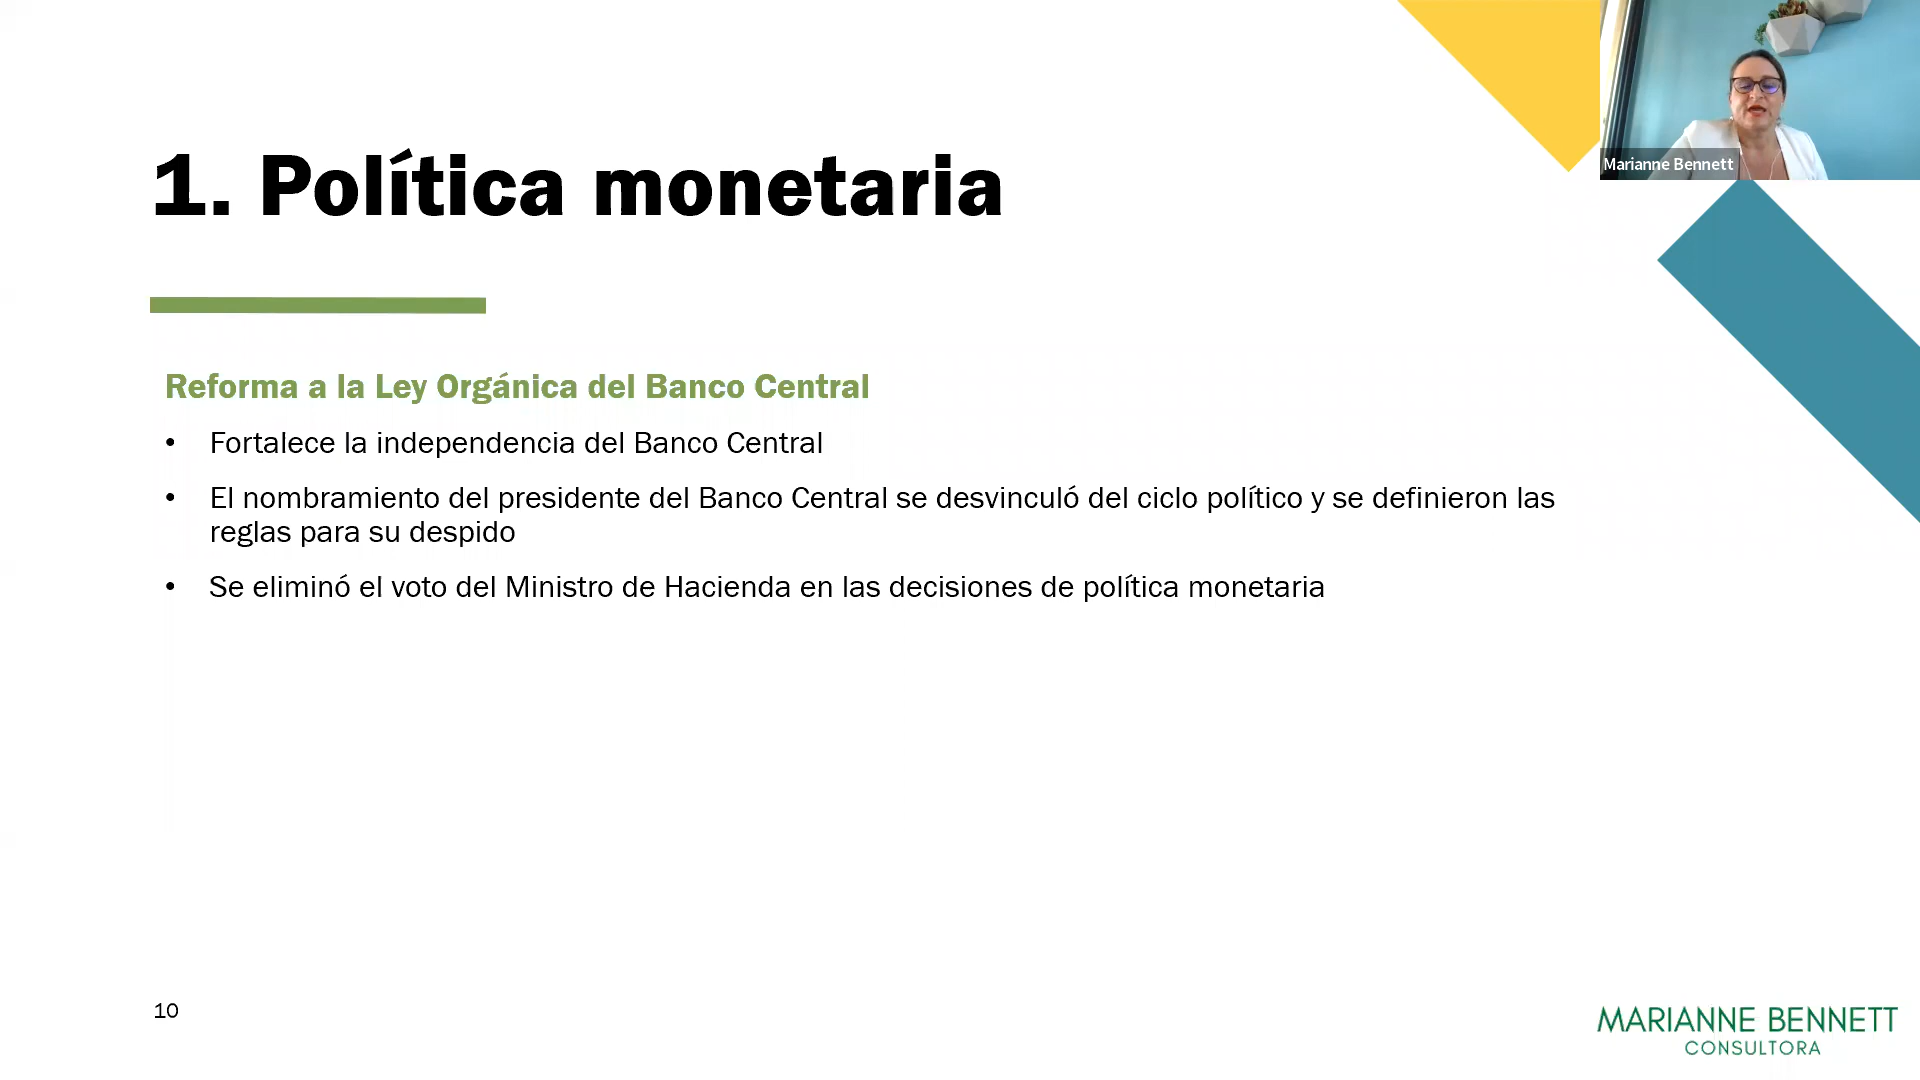 1. Política monetaria
Marianne Bennett
Reforma a la Ley Orgánica del Banco Central
• Fortalece la independencia del Banco Central
• El nombramiento del presidente del Banco Central se desvinculó del ciclo político y se definieron las
reglas para su despido
• Se eliminó el voto del Ministro de Hacienda en las decisiones de política monetaria
10
MARIANNE BENNETT
CONSULTORA